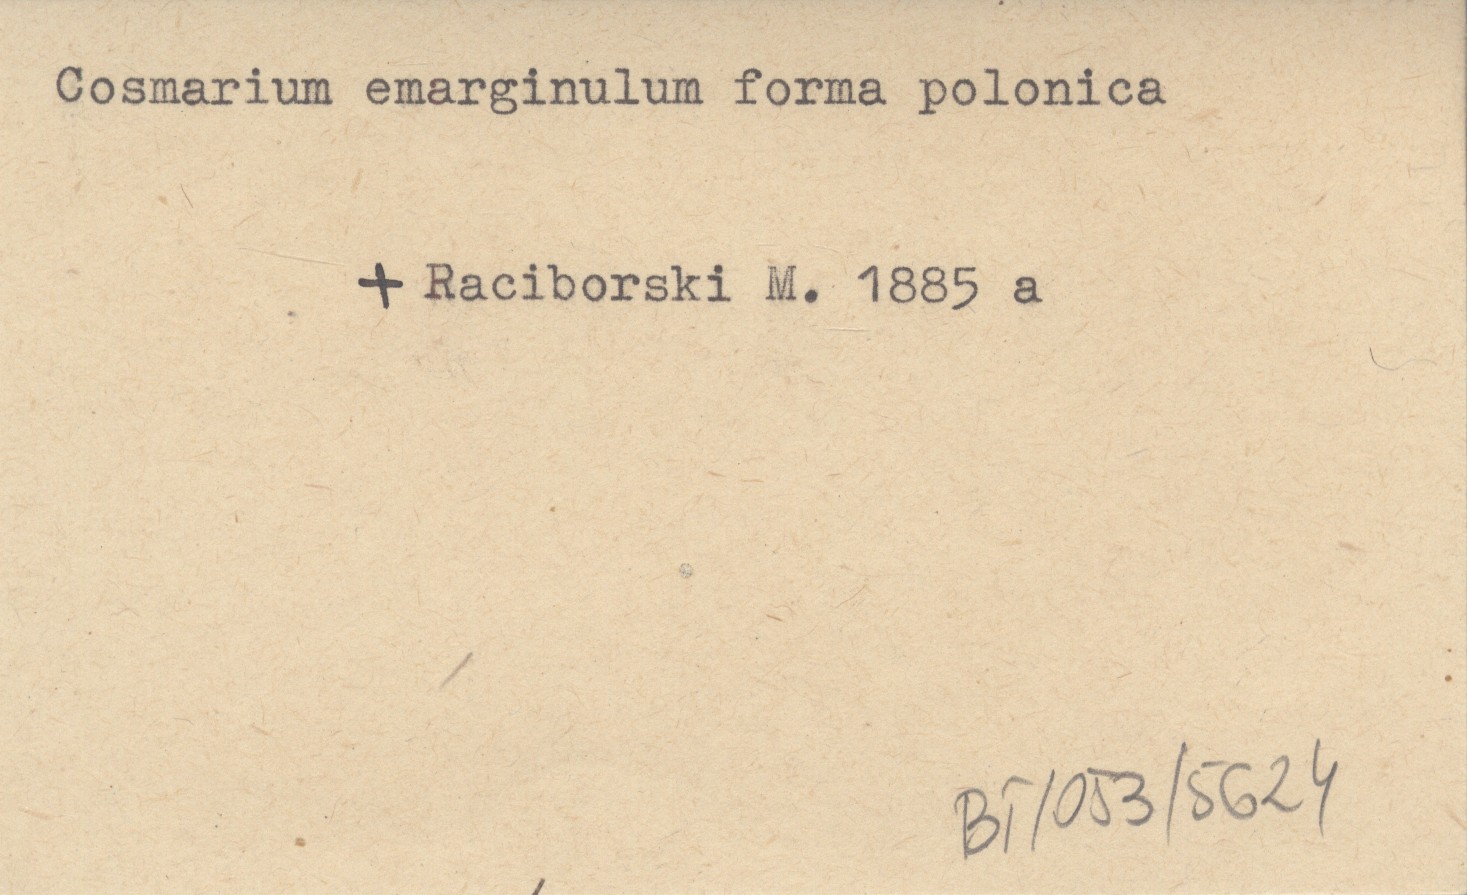 Cosmarium emarginulum forma polonica
+ Raciborski M. 1885 a
BT/053/5624